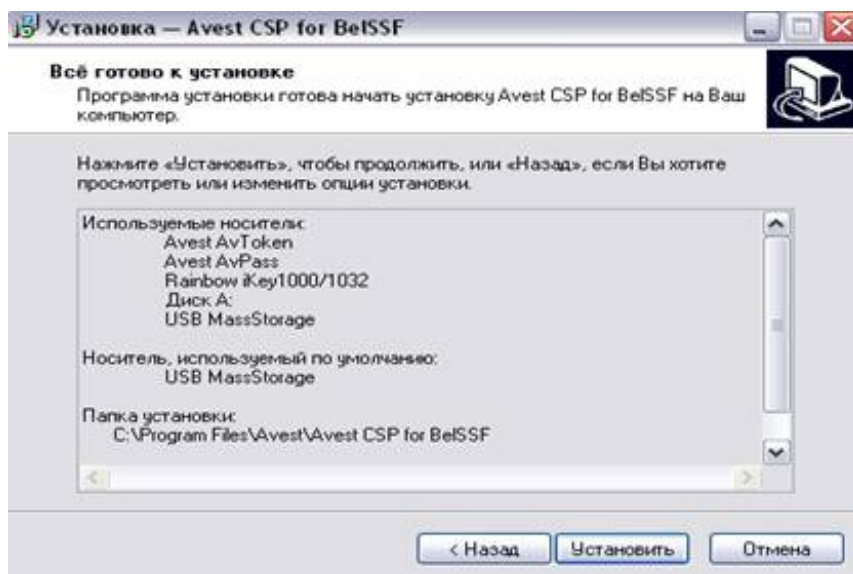 Установка — Avest CSP for BelSSF
Всё готово к установке
Программа установки готова начать установку Avest CSP for BelSSF на Ваш
компьютер.
Нажмите «Установить», чтобы продолжить, или «Назад», если Вы хотите
просмотреть или изменить опции установки.
Используемые носители:
Avest AvToken
Avest AvPass
Rainbow iKey1000/1032
Диск A:
USB MassStorage
Носитель, используемый по умолчанию:
USB MassStorage
Папка установки:
C:\Program Files\Avest\Avest CSP for BelSSF
< Назад
Установить
Отмена